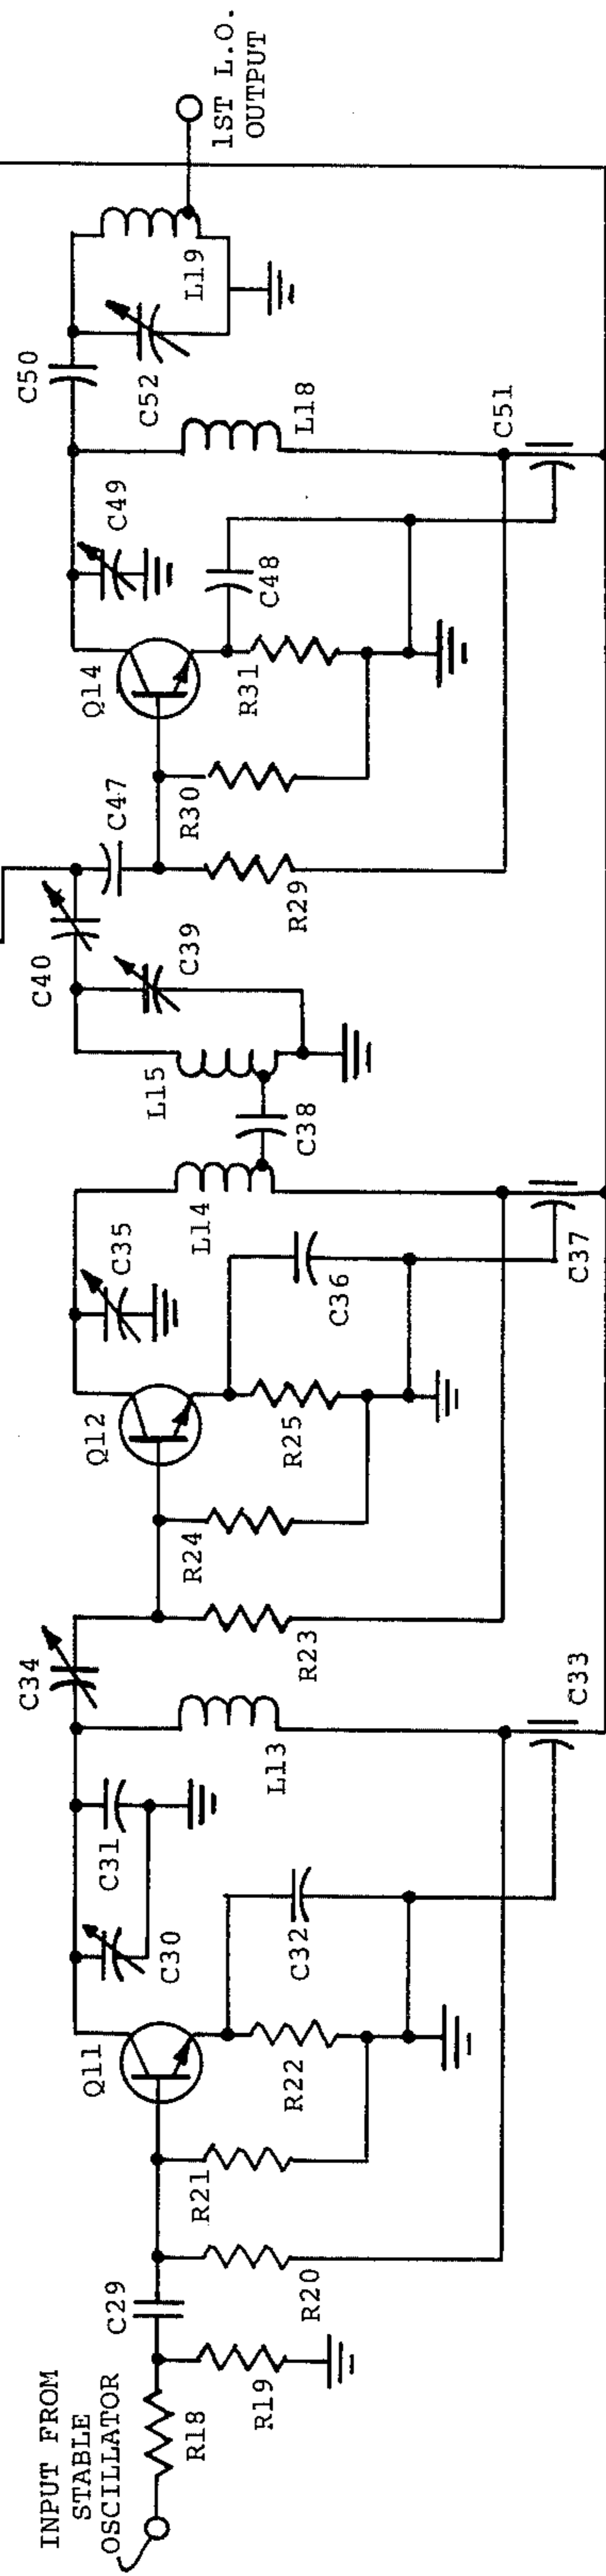 INPUT FROM
STABLE
OSCILLATOR
R18
R19
C29
R20
R21
Q11
R22
C30
C31
C32
L13
C33
C34
R23
R24
Q12
R25
C35
C36
L14
C37
C38
L15
C39
C40
C47
R29
R30
Q14
R31
C48
C49
L18
C51
C50
C52
L19
1ST L.O.
OUTPUT